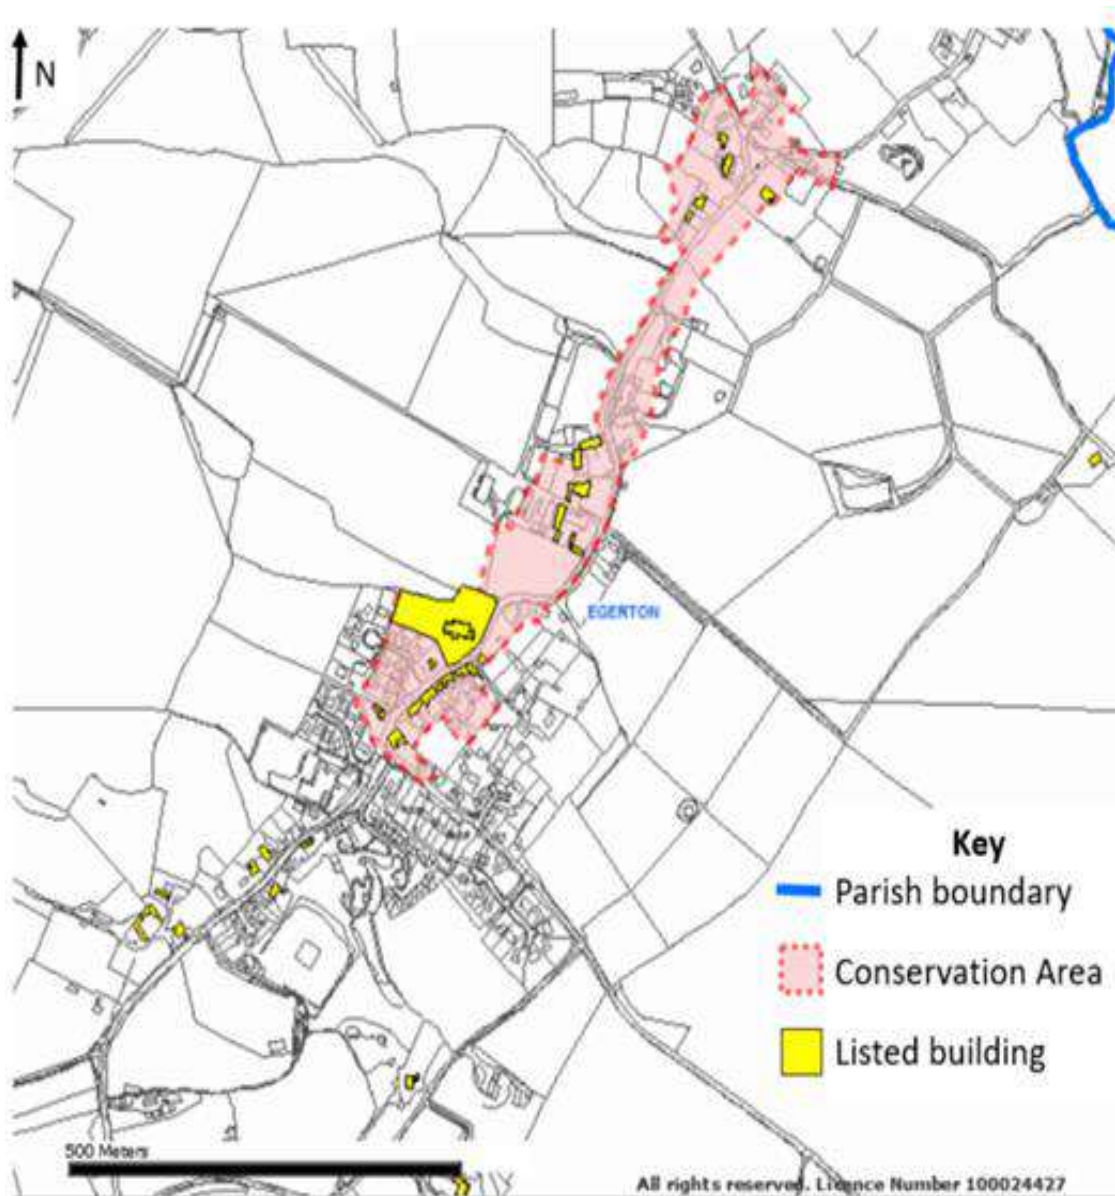 N
EGERTON
Key
Parish boundary
Conservation Area
Listed building
500 Meters
All rights reserved. Licence Number 100024427